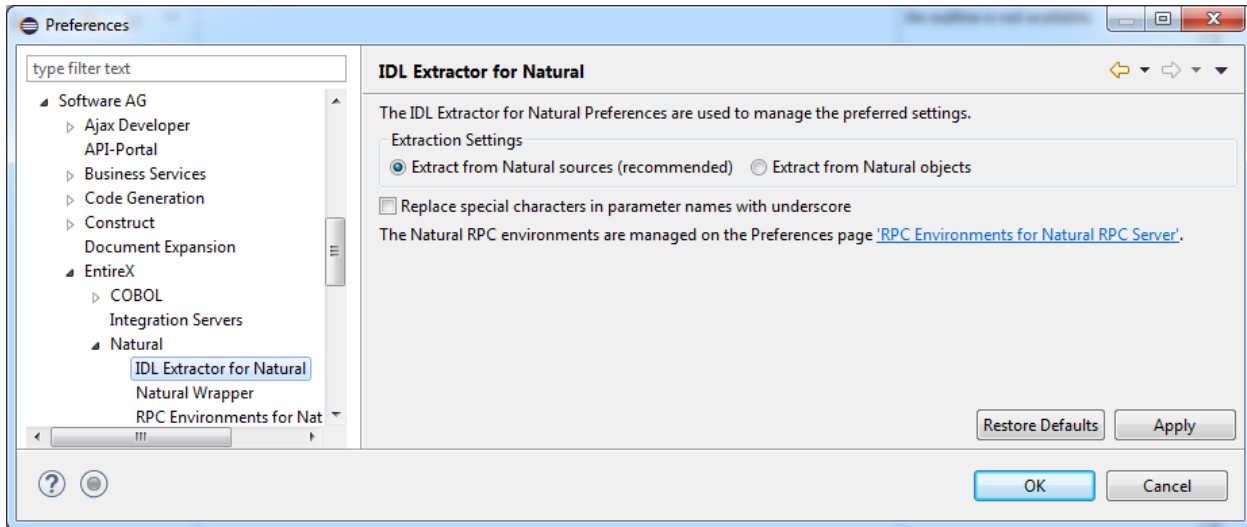 Preferences
type filter text
Software AG
Ajax Developer
API-Portal
Business Services
Code Generation
Construct
Document Expansion
EntireX
COBOL
Integration Servers
Natural
IDL Extractor for Natural
Natural Wrapper
RPC Environments for Nat
IDL Extractor for Natural
The IDL Extractor for Natural Preferences are used to manage the preferred settings.
Extraction Settings
Extract from Natural sources (recommended) Extract from Natural objects
Replace special characters in parameter names with underscore
The Natural RPC environments are managed on the Preferences page 'RPC Environments for Natural RPC Server'.
Restore Defaults Apply
OK Cancel